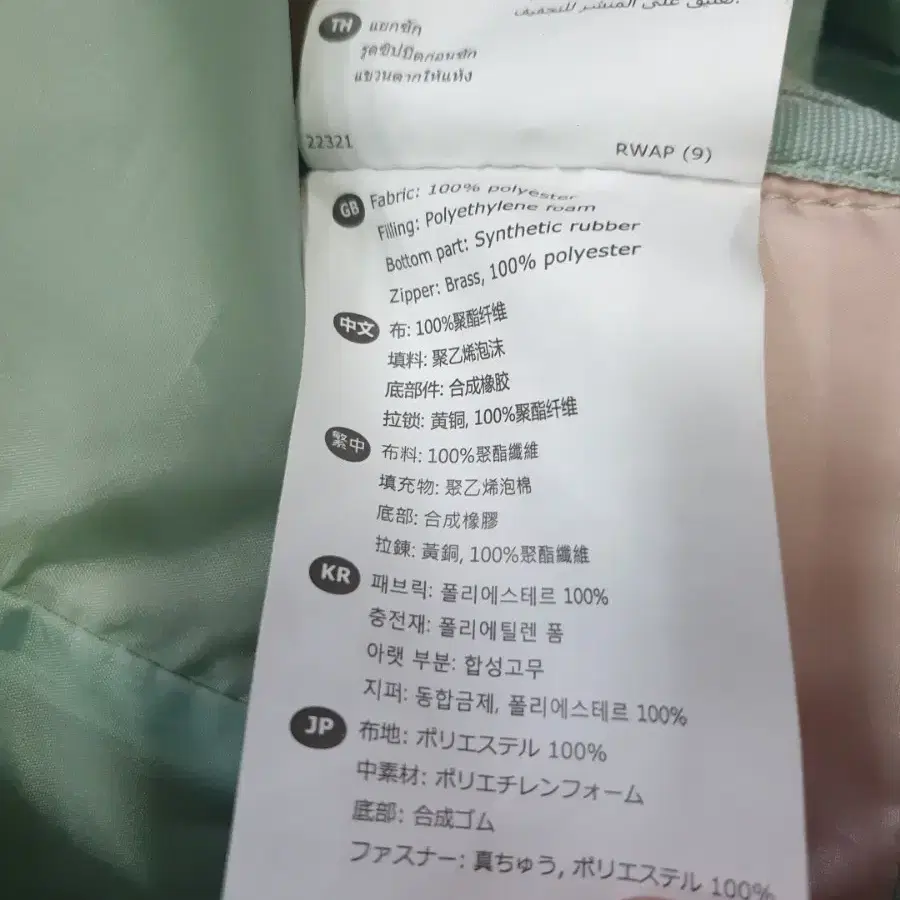 تعليق على المنشر للتجفيف.
TH แยกซัก
รูดซิปปิดก่อนซัก
แขวนตากให้แห้ง
22321
RWAP (9)
GB Fabric: 100% polyester
Filling: Polyethylene foam
Bottom part: Synthetic rubber
Zipper: Brass, 100% polyester
中文 布: 100%聚酯纤维
填料: 聚乙烯泡沫
底部件: 合成橡胶
拉锁: 黄铜, 100%聚酯纤维
繁中 布料: 100%聚酯纖維
填充物: 聚乙烯泡棉
底部: 合成橡膠
拉鍊: 黃銅, 100%聚酯纖維
KR 패브릭: 폴리에스테르 100%
충전재: 폴리에틸렌 폼
아랫 부분: 합성고무
지퍼: 동합금제, 폴리에스테르 100%
JP 布地: ポリエステル 100%
中素材: ポリエチレンフォーム
底部: 合成ゴム
ファスナー: 真ちゅう, ポリエステル 100%